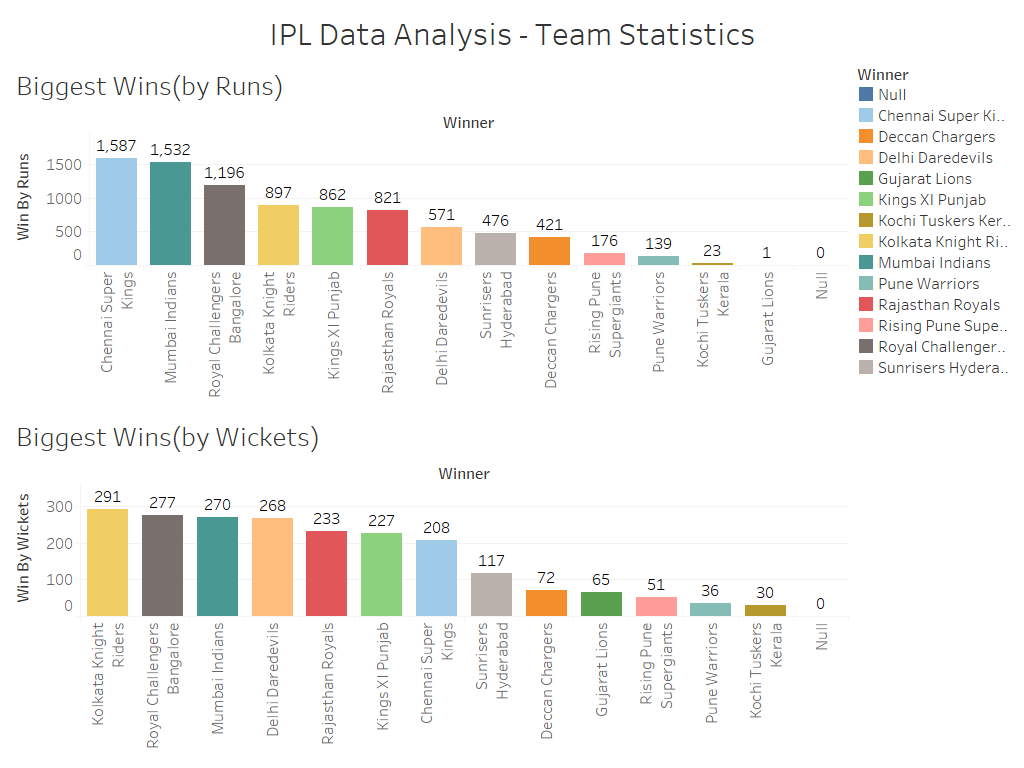 IPL Data Analysis - Team Statistics
Biggest Wins(by Runs)
Winner
Win By Runs
1500
1000
500
0
1,587
1,532
1,196
897
862
821
571
476
421
176
139
23
1
0
Chennai Super
Kings
Mumbai Indians
Royal Challengers
Bangalore
Kolkata Knight
Riders
Kings XI Punjab
Rajasthan Royals
Delhi Daredevils
Sunrisers
Hyderabad
Deccan Chargers
Rising Pune
Supergiants
Pune Warriors
Kochi Tuskers
Kerala
Gujarat Lions
Null
Winner
Null
Chennai Super Ki..
Deccan Chargers
Delhi Daredevils
Gujarat Lions
Kings XI Punjab
Kochi Tuskers Ker..
Kolkata Knight Ri..
Mumbai Indians
Pune Warriors
Rajasthan Royals
Rising Pune Supe..
Royal Challenger..
Sunrisers Hydera..
Biggest Wins(by Wickets)
Winner
Win By Wickets
300
200
100
0
291
277
270
268
233
227
208
117
72
65
51
36
30
0
Kolkata Knight
Riders
Royal Challengers
Bangalore
Mumbai Indians
Delhi Daredevils
Rajasthan Royals
Kings XI Punjab
Chennai Super
Kings
Sunrisers
Hyderabad
Deccan Chargers
Gujarat Lions
Rising Pune
Supergiants
Pune Warriors
Kochi Tuskers
Kerala
Null